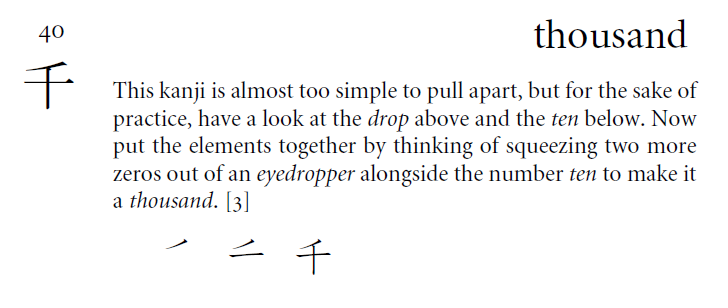 40
thousand
千
This kanji is almost too simple to pull apart, but for the sake of
practice, have a look at the drop above and the ten below. Now
put the elements together by thinking of squeezing two more
zeros out of an eyedropper alongside the number ten to make it
a thousand. [3]
㇒ 二 千